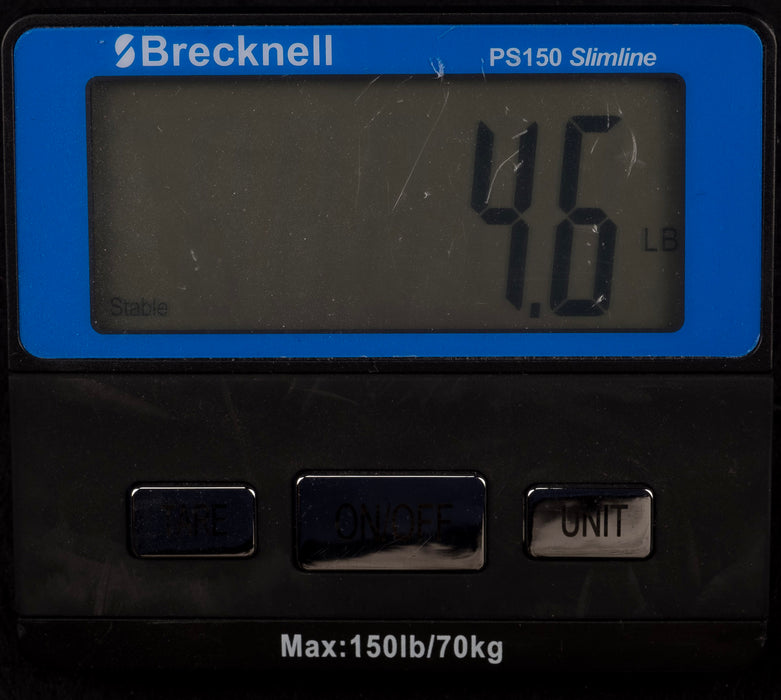 Brecknell
PS150 Slimline
4.6
LB
Stable
TARE
ON/OFF
UNIT
Max:150lb/70kg